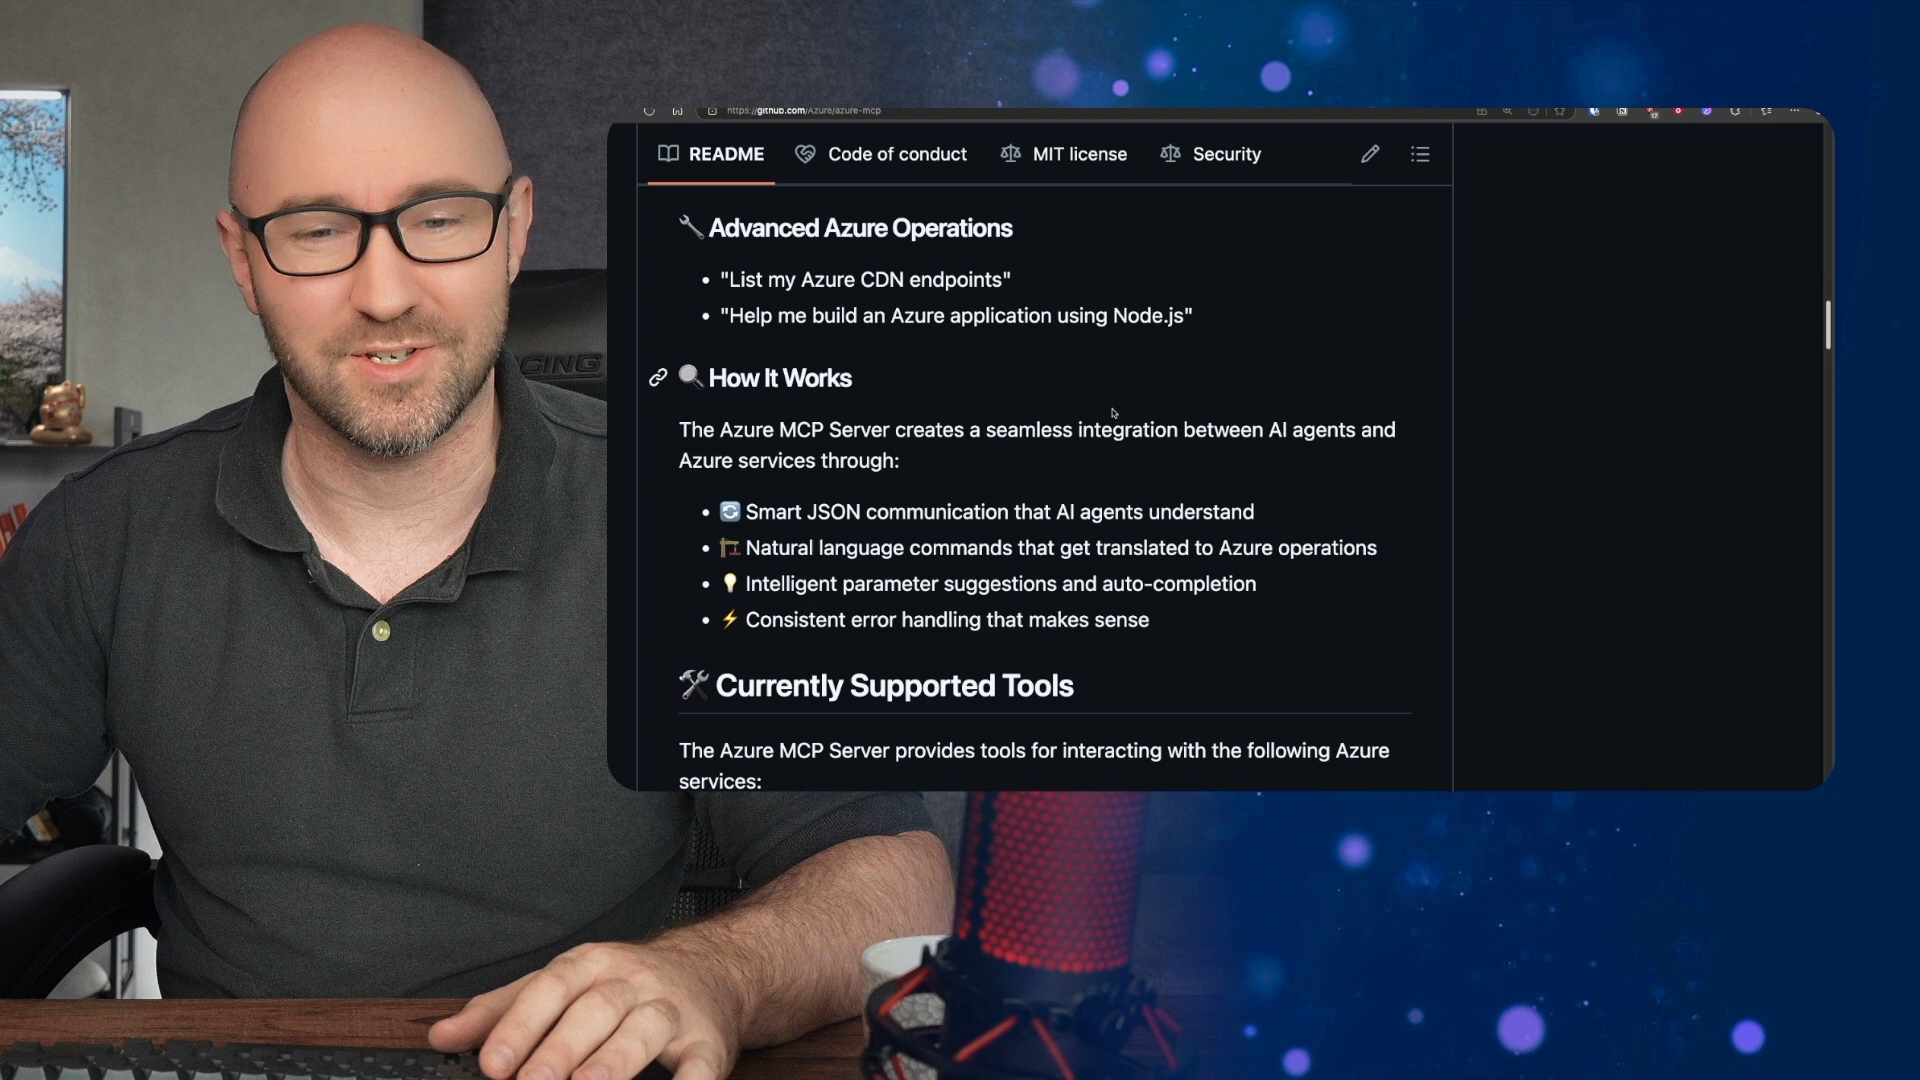 https://github.com/Azure/azure-mcp
README Code of conduct MIT license Security
🔧 Advanced Azure Operations
• "List my Azure CDN endpoints"
• "Help me build an Azure application using Node.js"
🔍 How It Works
The Azure MCP Server creates a seamless integration between AI agents and
Azure services through:
• 🔄 Smart JSON communication that AI agents understand
• 🏗️ Natural language commands that get translated to Azure operations
• 💡 Intelligent parameter suggestions and auto-completion
• ⚡ Consistent error handling that makes sense
🛠️ Currently Supported Tools
The Azure MCP Server provides tools for interacting with the following Azure
services:
CING